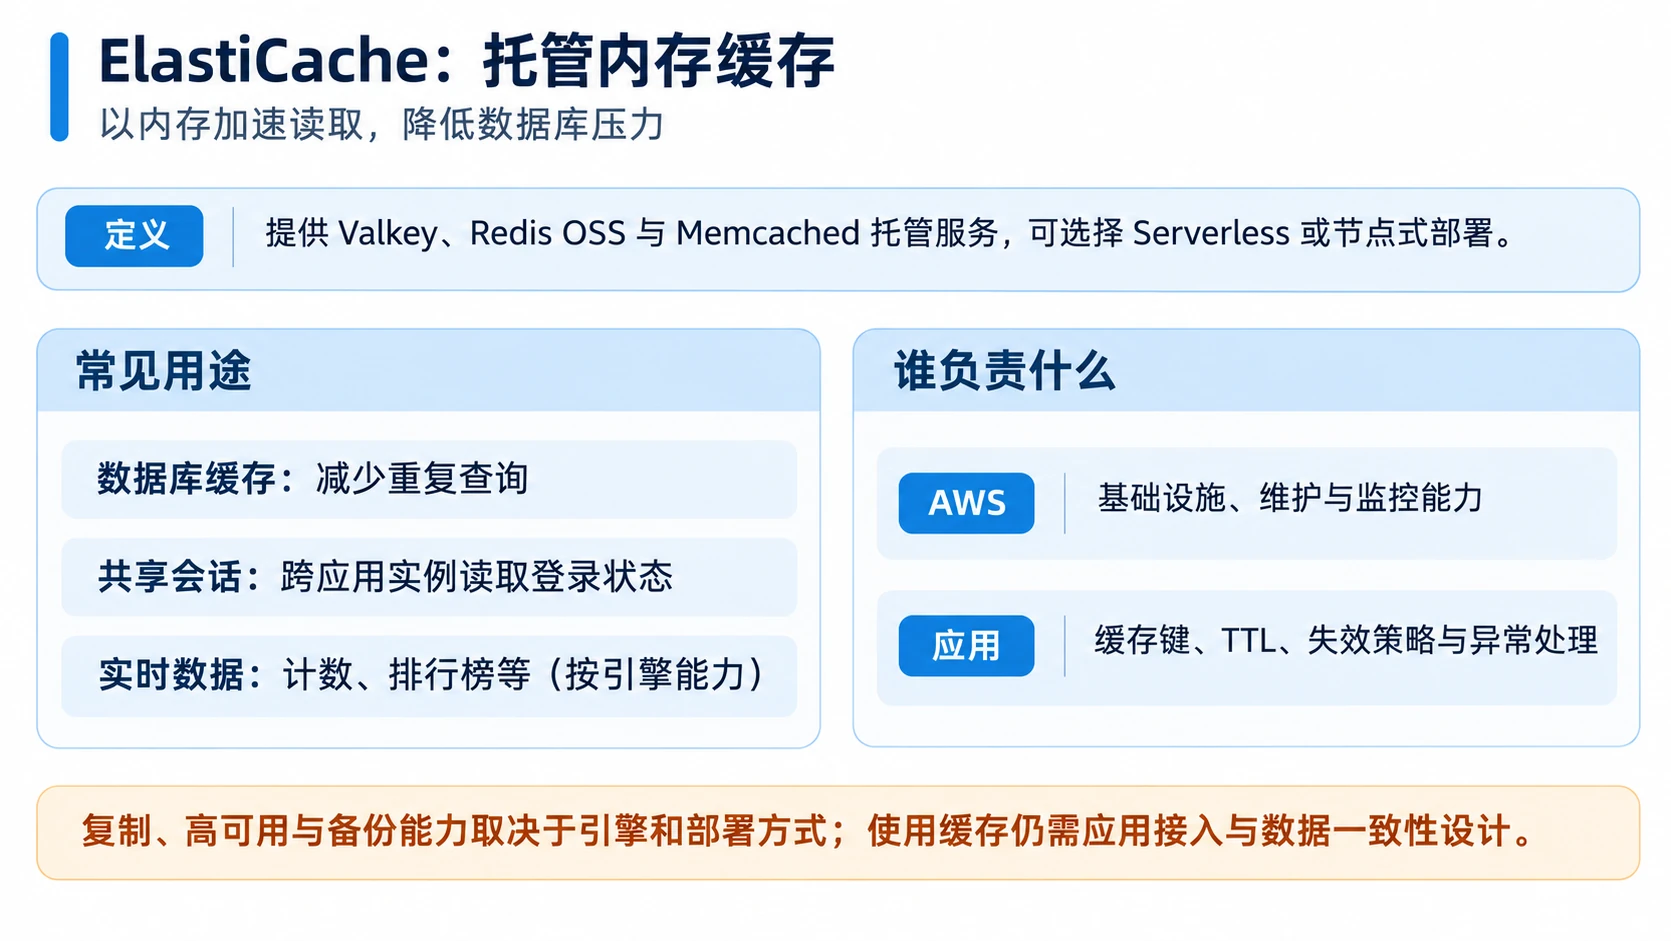 ElastiCache：托管内存缓存
以内存加速读取，降低数据库压力
定义
提供 Valkey、Redis OSS 与 Memcached 托管服务，可选择 Serverless 或节点式部署。
常见用途
数据库缓存：减少重复查询
共享会话：跨应用实例读取登录状态
实时数据：计数、排行榜等（按引擎能力）
谁负责什么
AWS
基础设施、维护与监控能力
应用
缓存键、TTL、失效策略与异常处理
复制、高可用与备份能力取决于引擎和部署方式；使用缓存仍需应用接入与数据一致性设计。